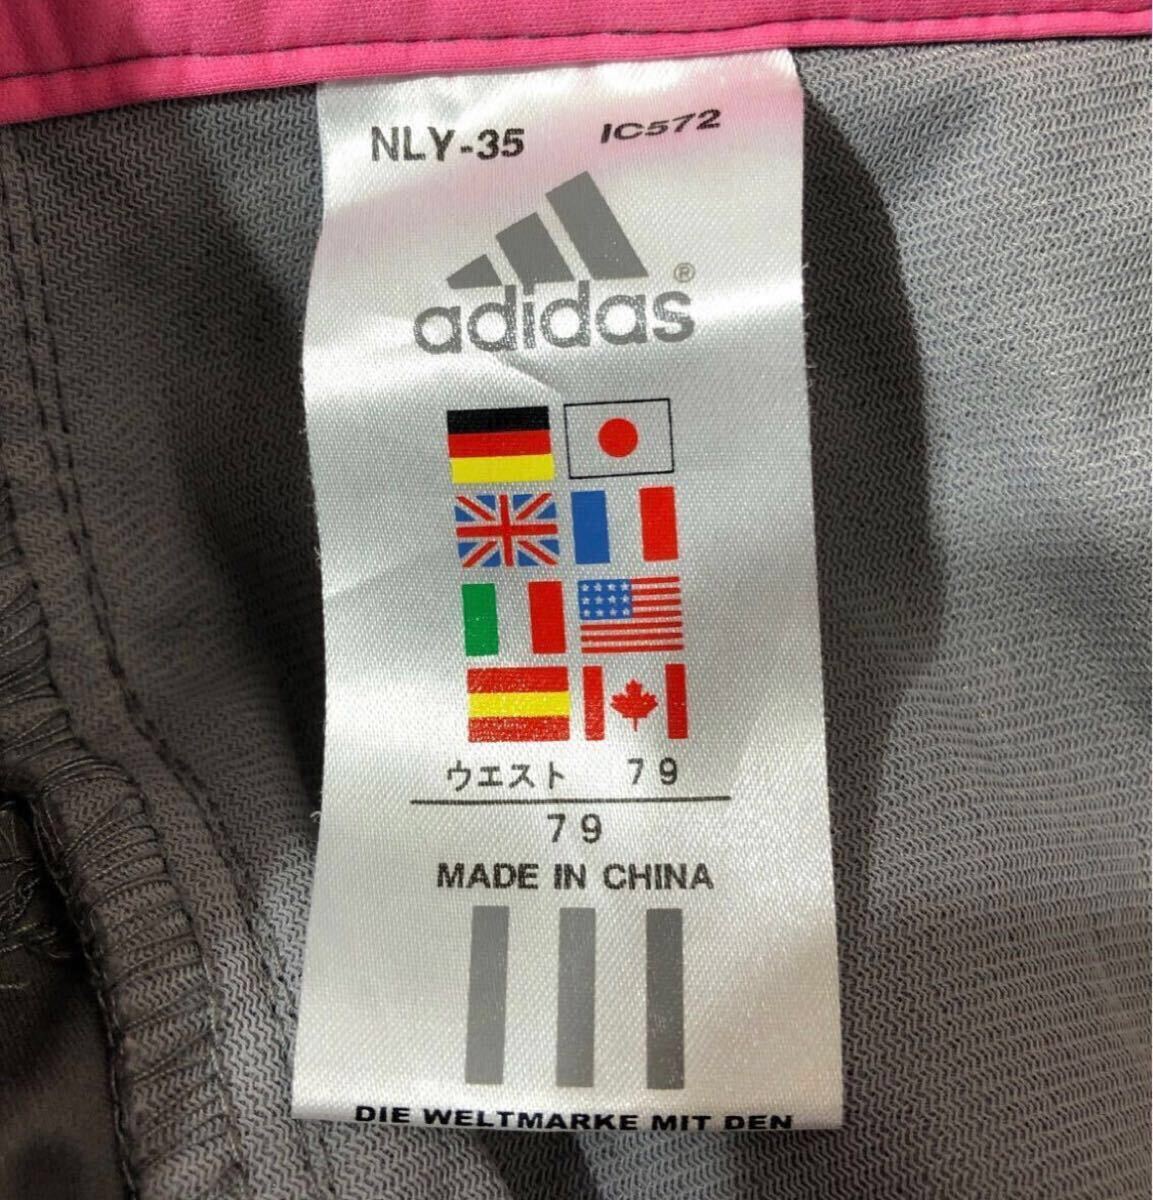 NLY-35 IC572
adidas®
ウエスト 79
79
MADE IN CHINA
DIE WELTMARKE MIT DEN